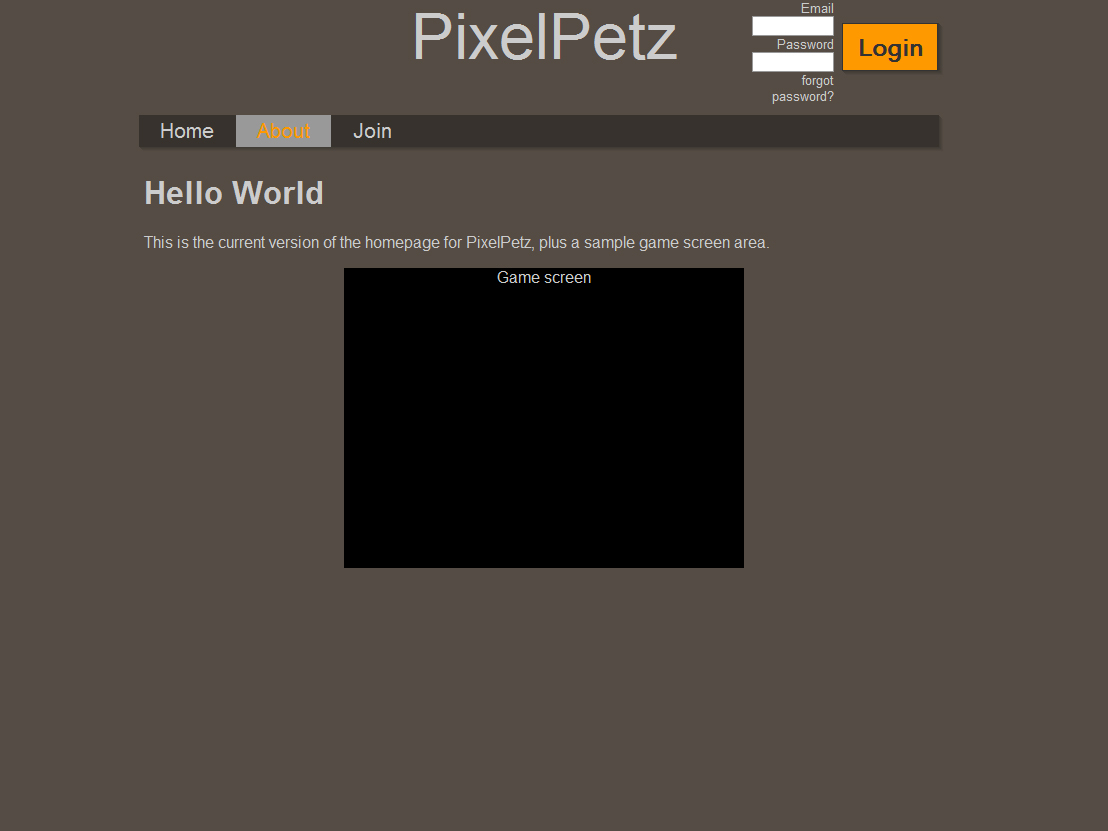 PixelPetz
Email
Password
forgot
password?
Login
Home About Join
Hello World
This is the current version of the homepage for PixelPetz, plus a sample game screen area.
Game screen